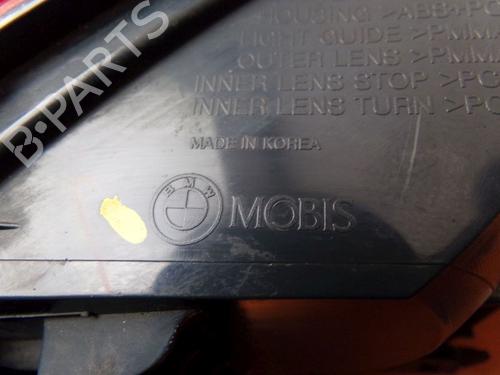 HOUSING >ABS+PC
LIGHT GUIDE >PMMA
OUTER LENS >PMMA
INNER LENS STOP >PC
INNER LENS TURN >PC
MADE IN KOREA
BMW
MOBIS
B-PARTS